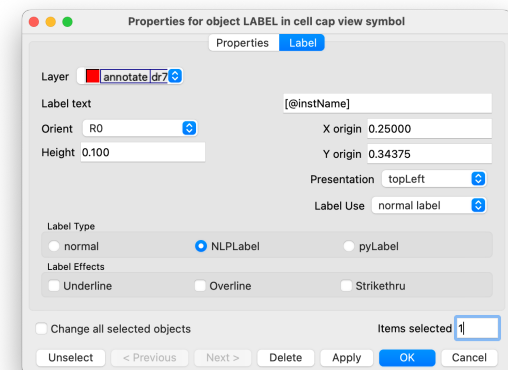 Properties for object LABEL in cell cap view symbol
Properties Label
Layer annotate dr7
Label text [@instName]
Orient R0 X origin 0.25000
Height 0.100 Y origin 0.34375
Presentation topLeft
Label Use normal label
Label Type
normal NLPLabel pyLabel
Label Effects
Underline Overline Strikethru
Change all selected objects Items selected 1
Unselect < Previous Next > Delete Apply OK Cancel